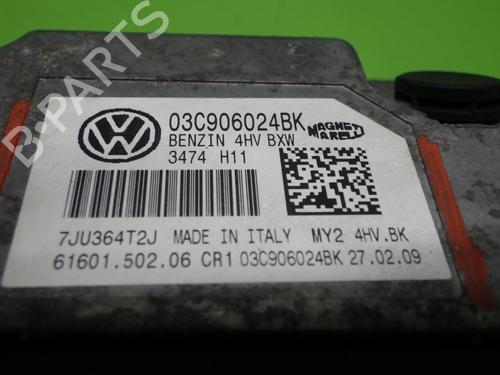 B-Parts
VW
03C906024BK
MAGNETI MARELLI
BENZIN 4HV BXW
3474 H11
7JU364T2J MADE IN ITALY MY2 4HV.BK
61601.502.06 CR1 03C906024BK 27.02.09